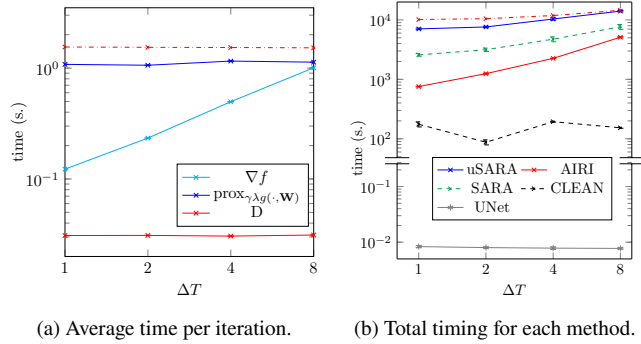 10^0
10^{-1}
time (s.)
∇f
prox_{γλg(·,W)}
D
1 2 4 8
ΔT
(a) Average time per iteration.
10^4
10^3
10^2
10^{-1}
10^{-2}
time (s.)
uSARA AIRI
SARA CLEAN
UNet
1 2 4 8
ΔT
(b) Total timing for each method.